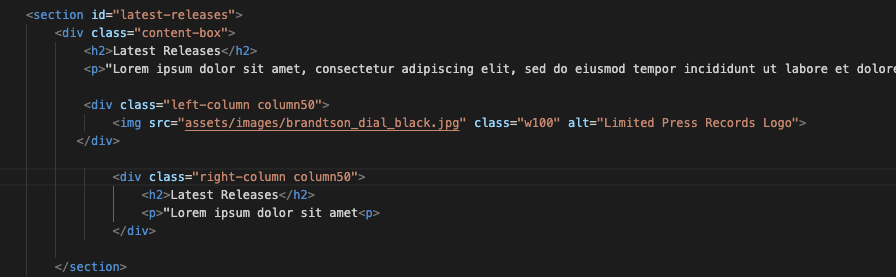 <section id="latest-releases">
<div class="content-box">
<h2>Latest Releases</h2>
<p>"Lorem ipsum dolor sit amet, consectetur adipiscing elit, sed do eiusmod tempor incididunt ut labore et dolore
<div class="left-column column50">
<img src="assets/images/brandtson_dial_black.jpg" class="w100" alt="Limited Press Records Logo">
</div>
<div class="right-column column50">
<h2>Latest Releases</h2>
<p>"Lorem ipsum dolor sit amet<p>
</div>
</section>